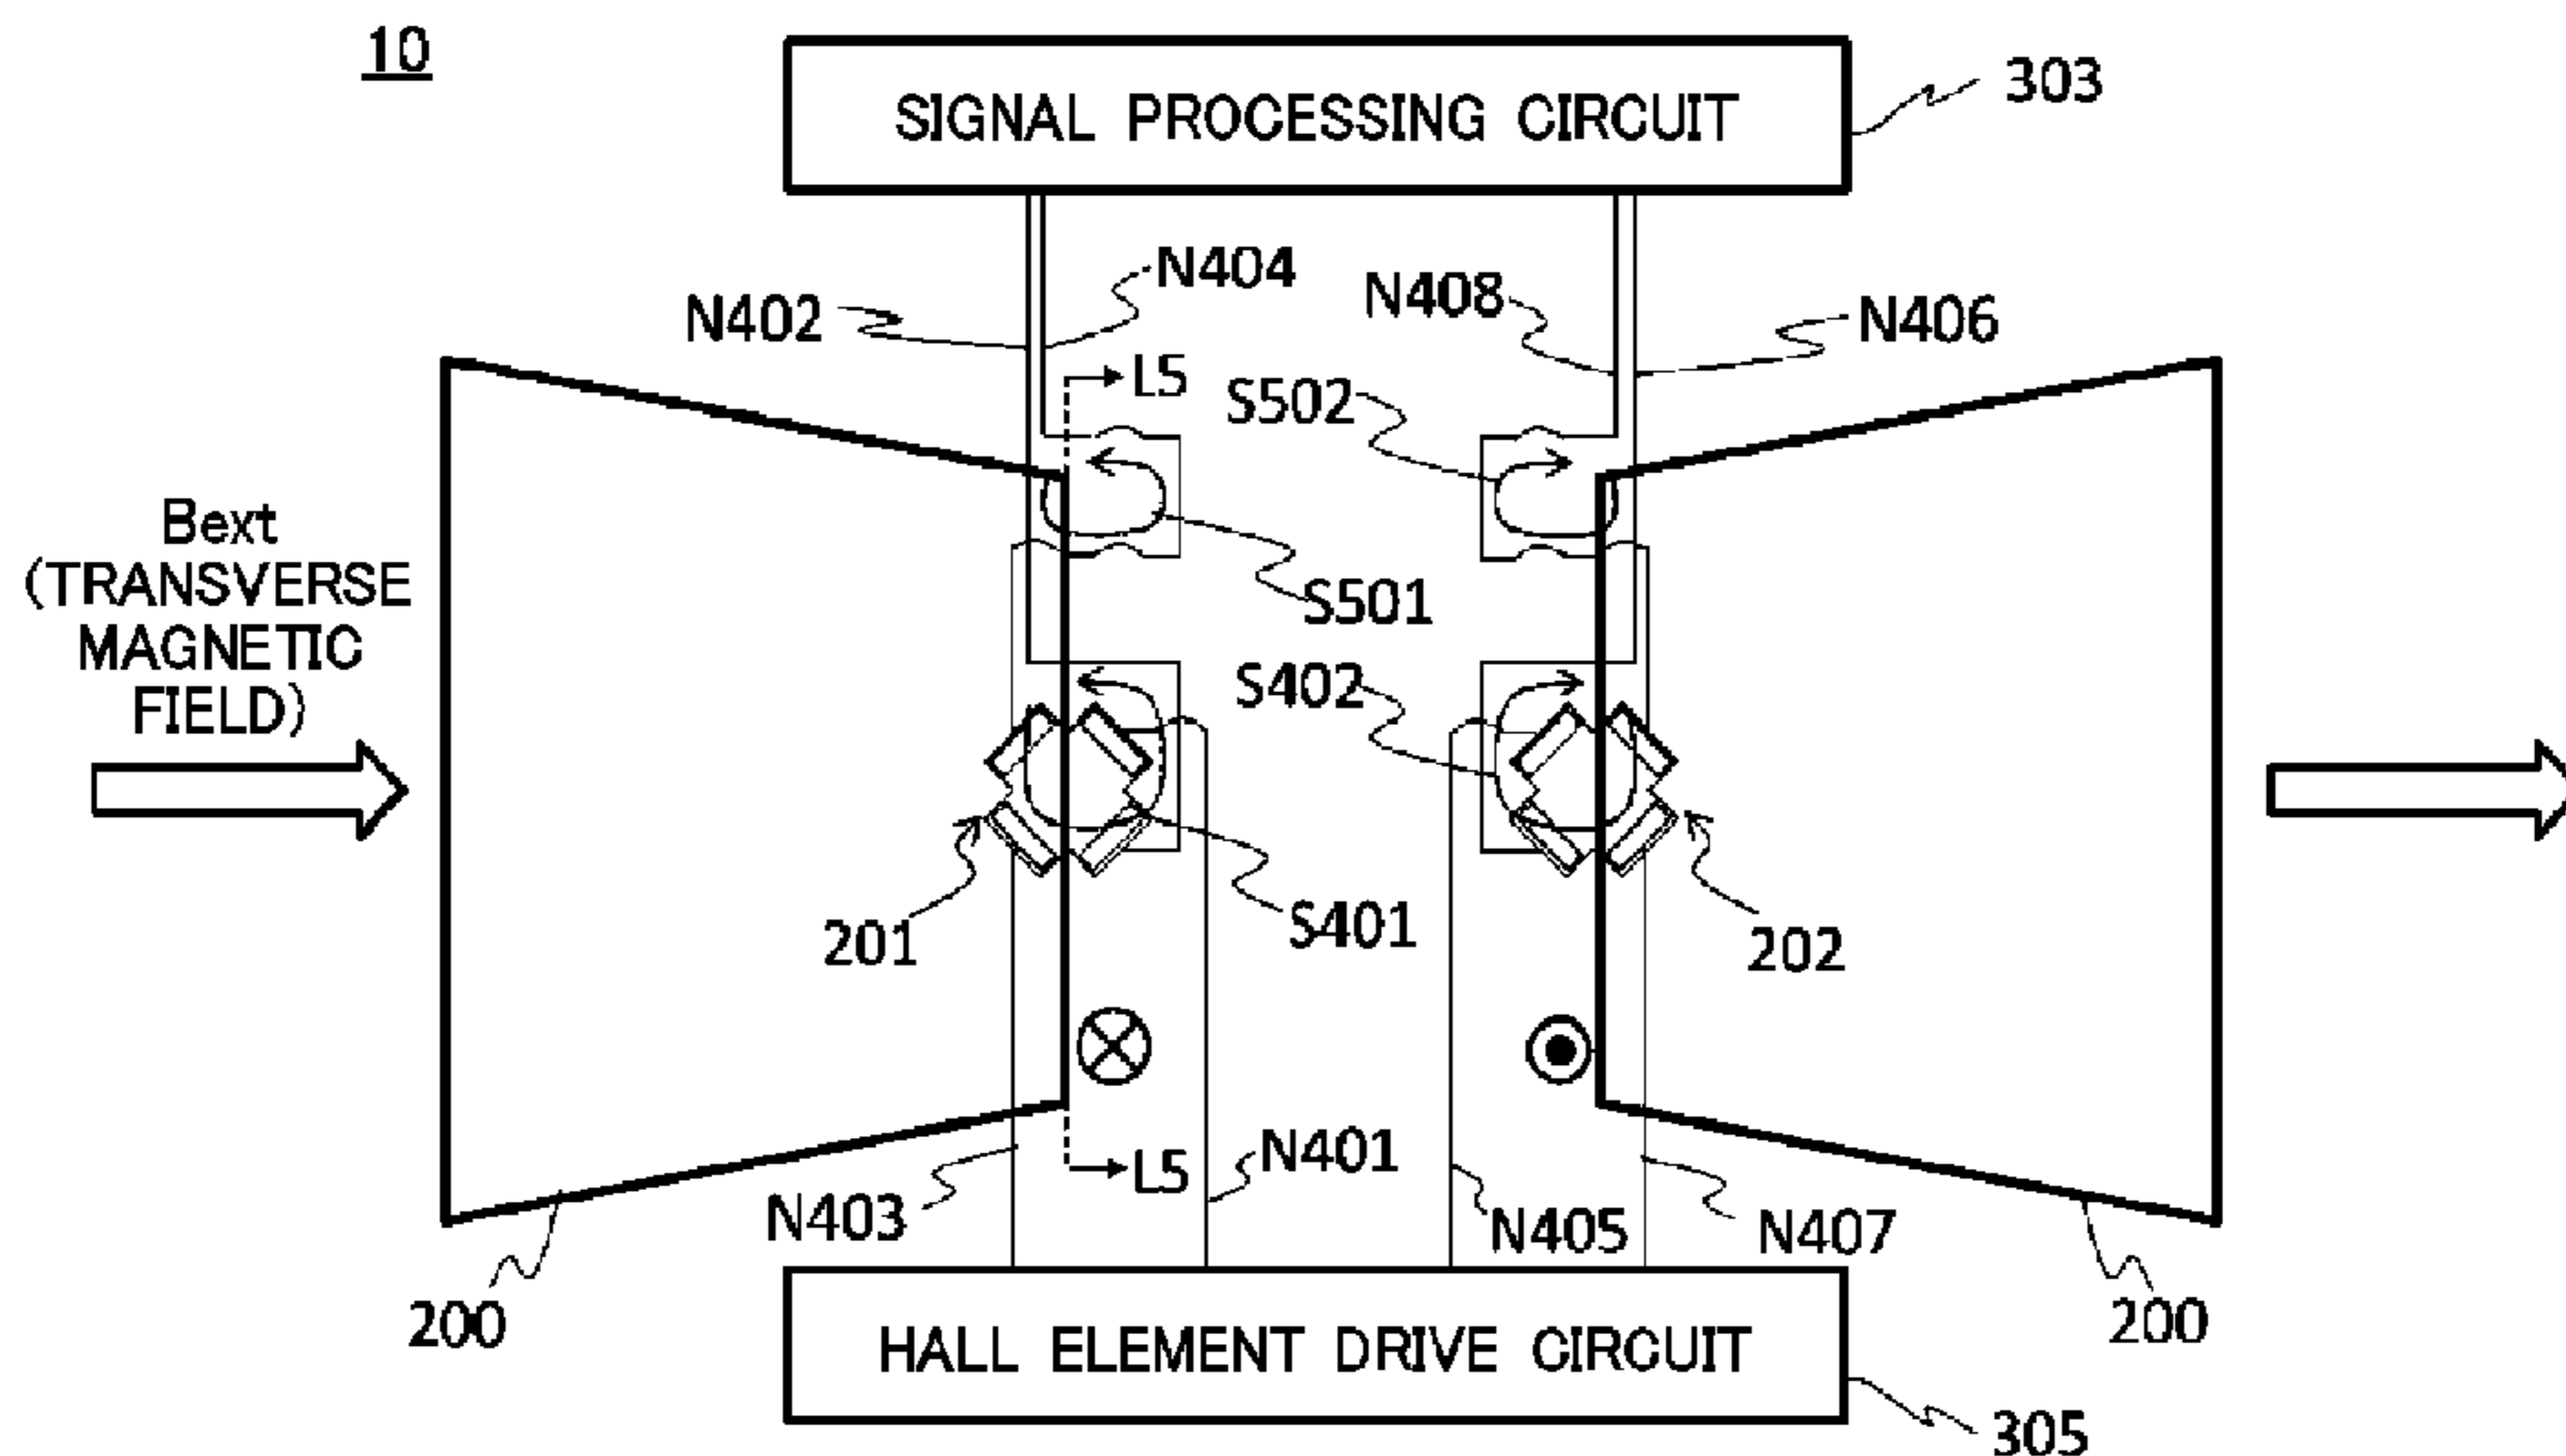 10
SIGNAL PROCESSING CIRCUIT
303
N404
N402
N408
N406
L5
S502
Bext
(TRANSVERSE
MAGNETIC
FIELD)
S501
S402
201
S401
202
N401
L5
N403
N405
N407
200
200
HALL ELEMENT DRIVE CIRCUIT
305